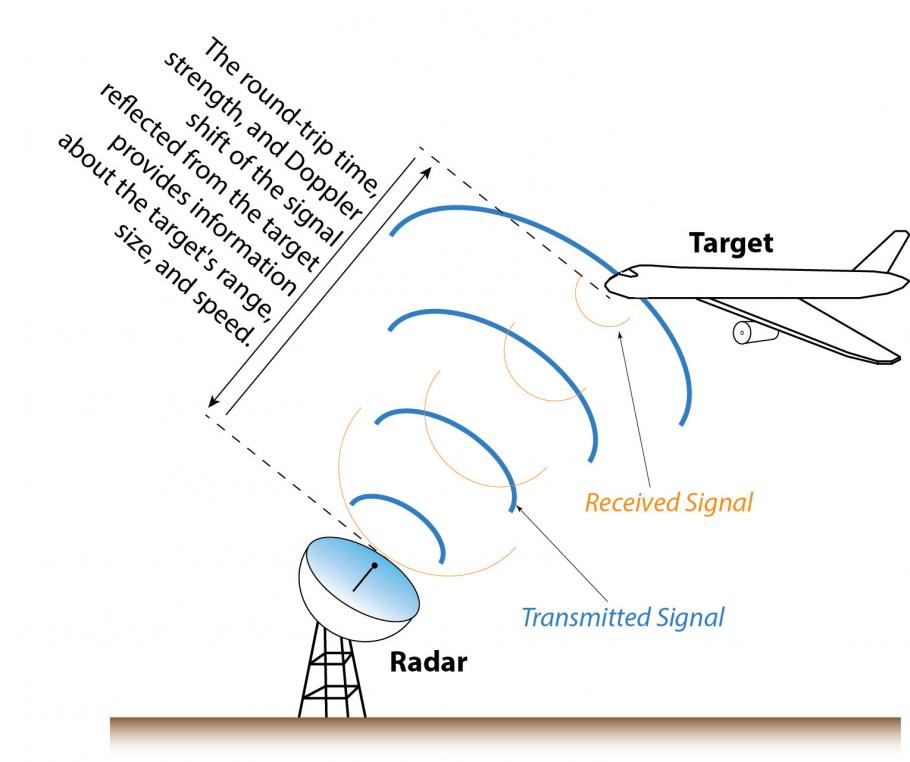 The round-trip time,
strength, and Doppler
shift of the signal
reflected from the target
provides information
about the target's range,
size, and speed.
Target
Received Signal
Transmitted Signal
Radar